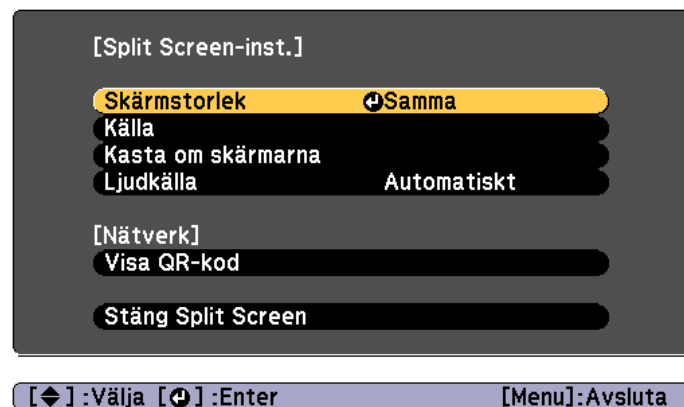 [Split Screen-inst.]
Skärmstorlek Samma
Källa
Kasta om skärmarna
Ljudkälla Automatiskt
[Nätverk]
Visa QR-kod
Stäng Split Screen
[ ] :Välja [ ] :Enter [Menu]:Avsluta